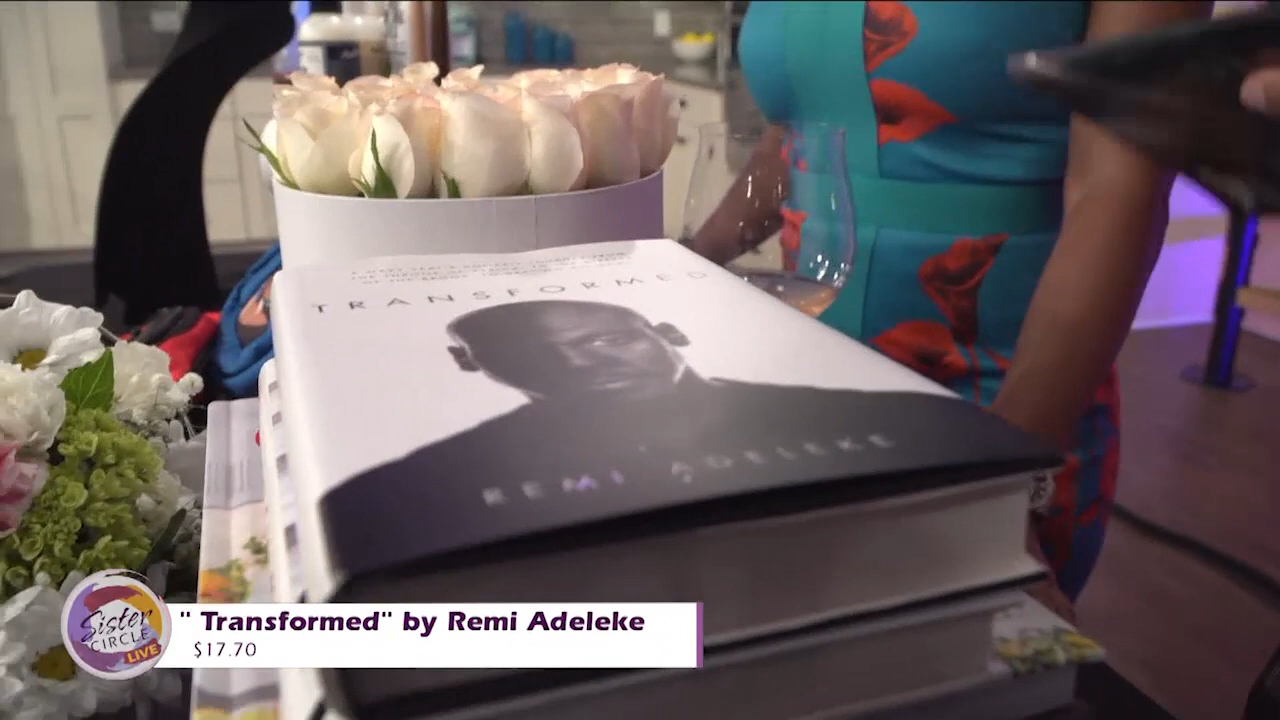 TRANSFORMED
REMI ADELEKE
Sister
CIRCLE
LIVE
" Transformed" by Remi Adeleke
$17.70